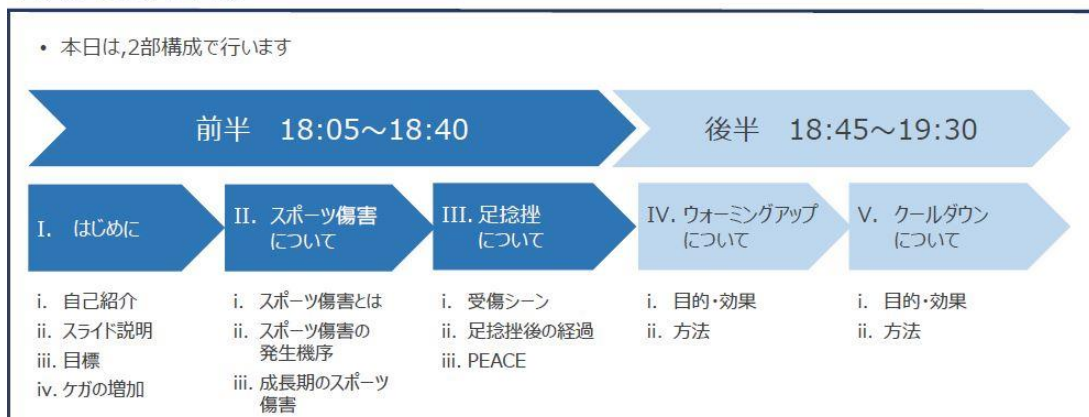 • 本日は,2部構成で行います
前半 18:05～18:40
後半 18:45～19:30
I. はじめに
II. スポーツ傷害
について
III. 足捻挫
について
IV. ウォーミングアップ
について
V. クールダウン
について
i. 自己紹介
ii. スライド説明
iii. 目標
iv. ケガの増加
i. スポーツ傷害とは
ii. スポーツ傷害の
発生機序
iii. 成長期のスポーツ
傷害
i. 受傷シーン
ii. 足捻挫後の経過
iii. PEACE
i. 目的・効果
ii. 方法
i. 目的・効果
ii. 方法